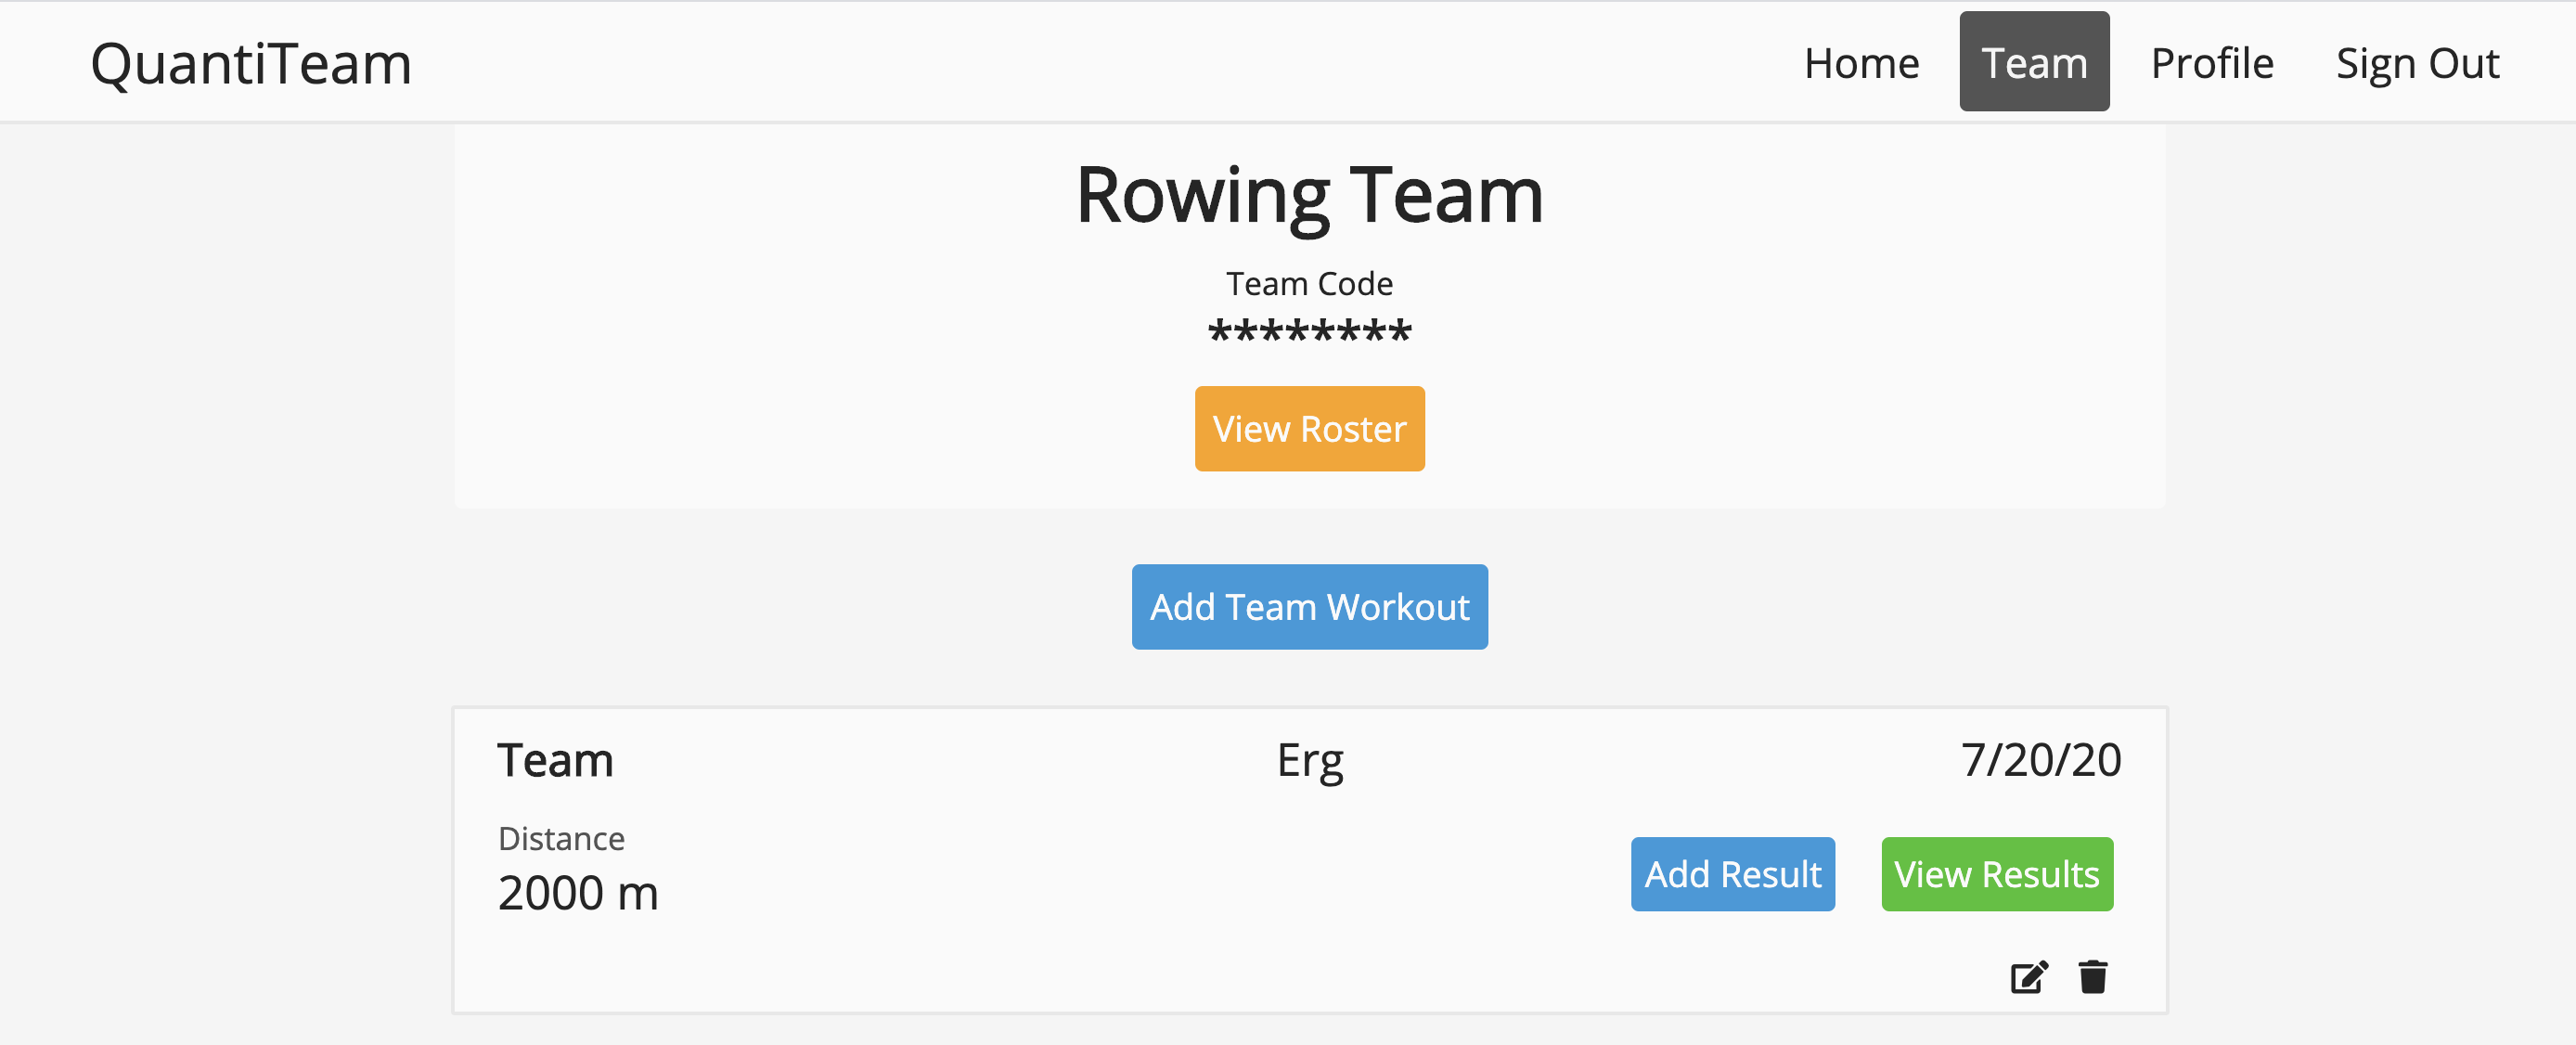 QuantiTeam Home Team Profile Sign Out
Rowing Team
Team Code
********
View Roster
Add Team Workout
Team Erg 7/20/20
Distance
2000 m
Add Result View Results